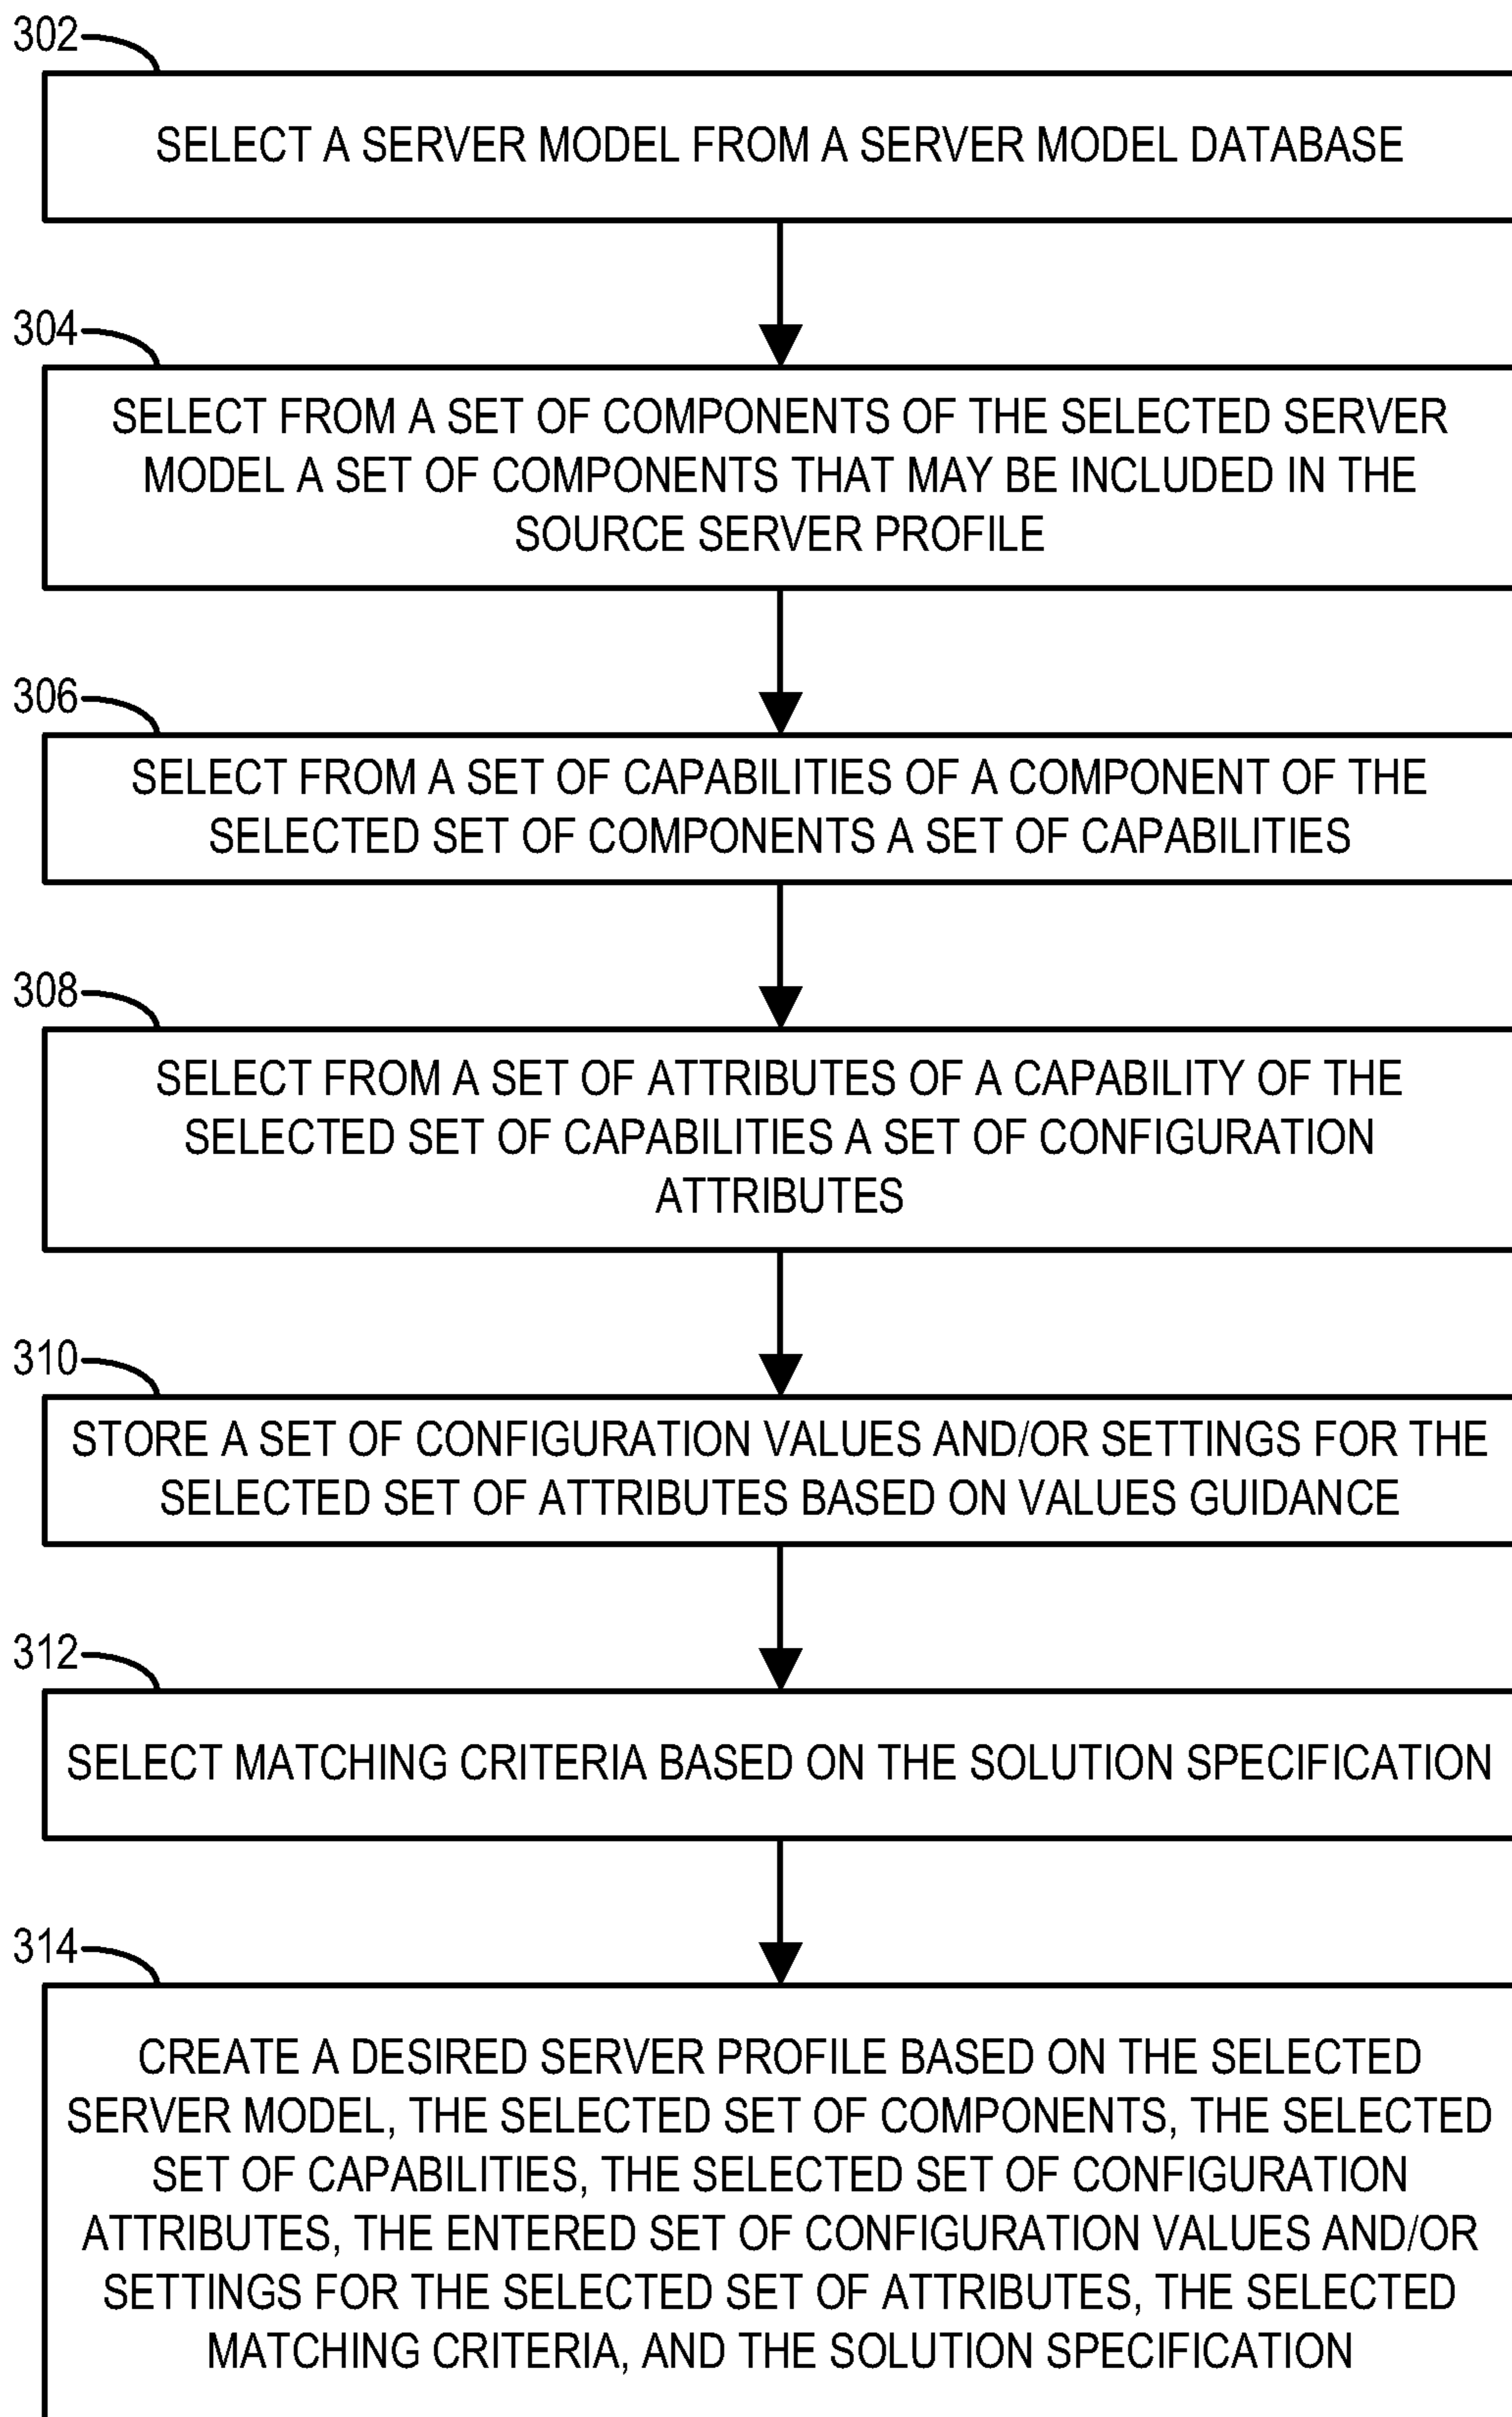 302
SELECT A SERVER MODEL FROM A SERVER MODEL DATABASE
304
SELECT FROM A SET OF COMPONENTS OF THE SELECTED SERVER
MODEL A SET OF COMPONENTS THAT MAY BE INCLUDED IN THE
SOURCE SERVER PROFILE
306
SELECT FROM A SET OF CAPABILITIES OF A COMPONENT OF THE
SELECTED SET OF COMPONENTS A SET OF CAPABILITIES
308
SELECT FROM A SET OF ATTRIBUTES OF A CAPABILITY OF THE
SELECTED SET OF CAPABILITIES A SET OF CONFIGURATION
ATTRIBUTES
310
STORE A SET OF CONFIGURATION VALUES AND/OR SETTINGS FOR THE
SELECTED SET OF ATTRIBUTES BASED ON VALUES GUIDANCE
312
SELECT MATCHING CRITERIA BASED ON THE SOLUTION SPECIFICATION
314
CREATE A DESIRED SERVER PROFILE BASED ON THE SELECTED
SERVER MODEL, THE SELECTED SET OF COMPONENTS, THE SELECTED
SET OF CAPABILITIES, THE SELECTED SET OF CONFIGURATION
ATTRIBUTES, THE ENTERED SET OF CONFIGURATION VALUES AND/OR
SETTINGS FOR THE SELECTED SET OF ATTRIBUTES, THE SELECTED
MATCHING CRITERIA, AND THE SOLUTION SPECIFICATION